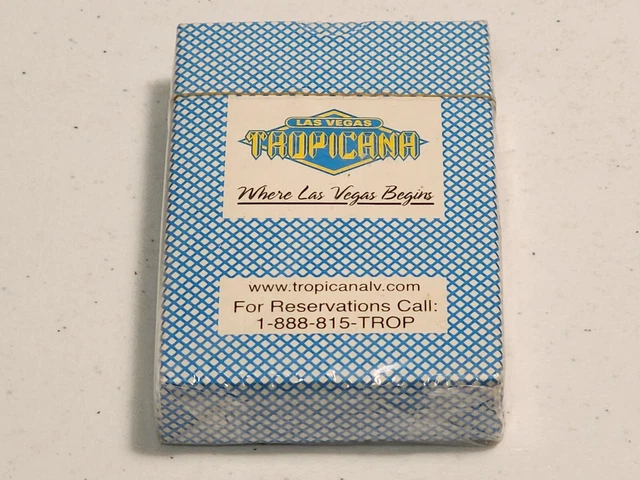 LAS VEGAS
TROPICANA
Where Las Vegas Begins
www.tropicanalv.com
For Reservations Call:
1-888-815-TROP